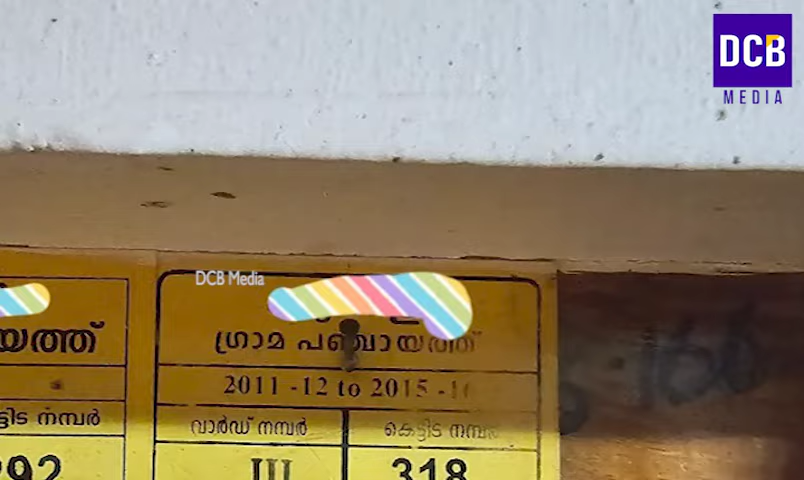 DCB
MEDIA
DCB Media
ഗ്രാമ പഞ്ചായത്ത്
2011 -12 to 2015 -16
വാർഡ് നമ്പർ
കെട്ടിട നമ്പർ
III
318
യത്ത്
ട്ടിട നമ്പർ
292